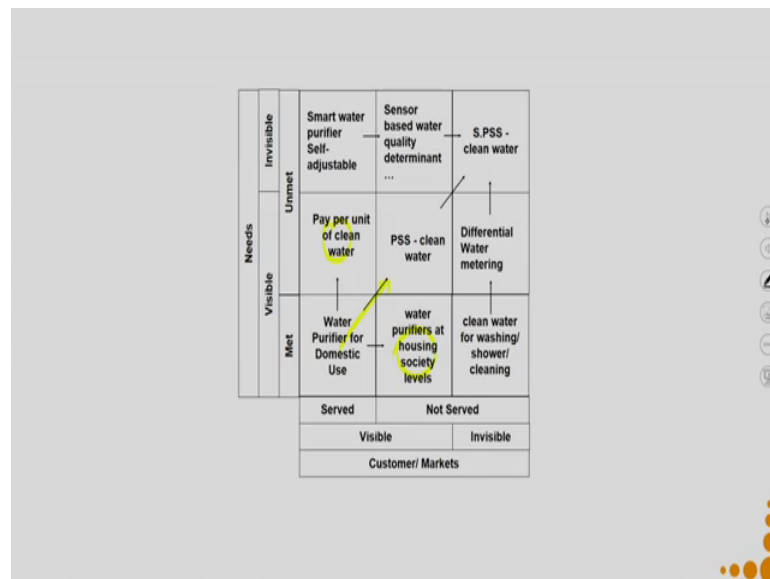 Needs
Invisible
Visible
Unmet
Met
Smart water
purifier
Self-
adjustable
Sensor
based water
quality
determinant
...
S.PSS -
clean water
Pay per unit
of clean
water
PSS - clean
water
Differential
Water
metering
Water
Purifier for
Domestic
Use
water
purifiers at
housing
society
levels
clean water
for washing/
shower/
cleaning
Served
Not Served
Visible
Invisible
Customer/ Markets